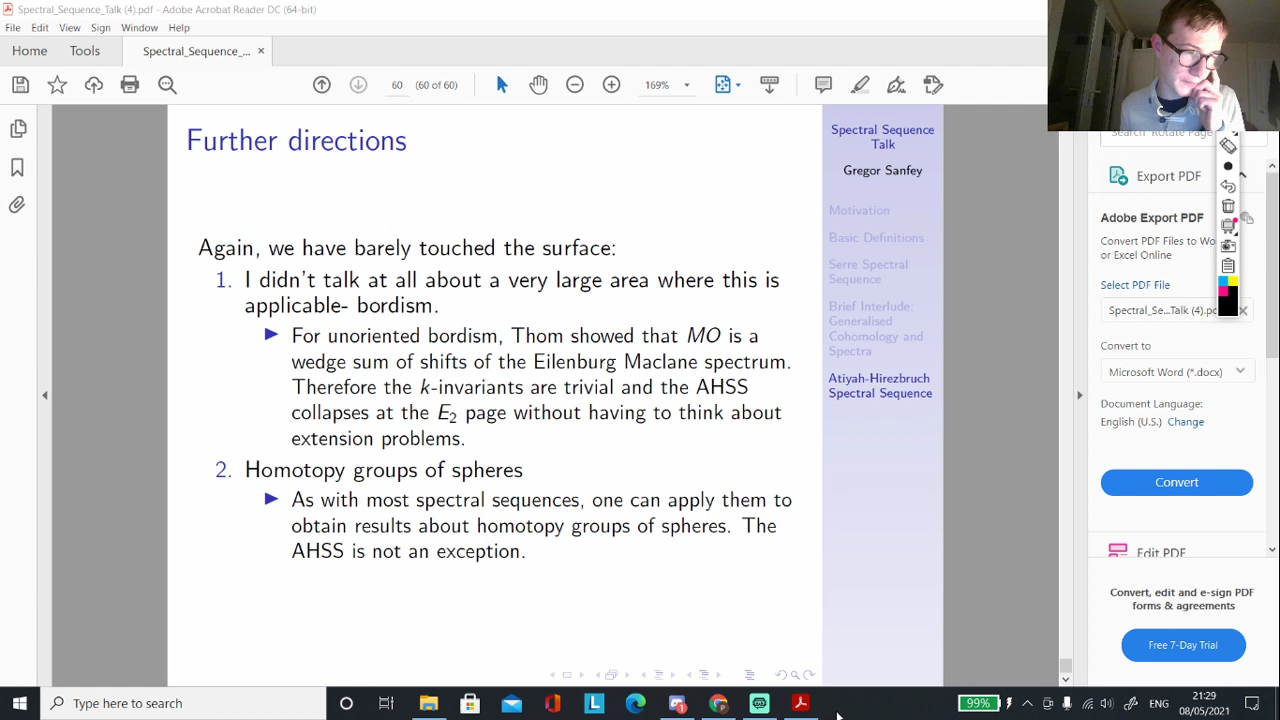 Spectral_Sequence_Talk (4).pdf - Adobe Acrobat Reader DC (64-bit)
File Edit View Sign Window Help
Home Tools Spectral_Sequence_... ×
60 (60 of 60) 169%
Further directions
Again, we have barely touched the surface:
1. I didn't talk at all about a very large area where this is
applicable- bordism.
For unoriented bordism, Thom showed that MO is a
wedge sum of shifts of the Eilenburg Maclane spectrum.
Therefore the k-invariants are trivial and the AHSS
collapses at the E₂ page without having to think about
extension problems.
2. Homotopy groups of spheres
As with most spectral sequences, one can apply them to
obtain results about homotopy groups of spheres. The
AHSS is not an exception.
Spectral Sequence
Talk
Gregor Sanfey
Motivation
Basic Definitions
Serre Spectral
Sequence
Brief Interlude:
Generalised
Cohomology and
Spectra
Atiyah-Hirezbruch
Spectral Sequence
Search 'Rotate Page'
Export PDF
Adobe Export PDF
Convert PDF Files to Wo
or Excel Online
Select PDF File
Spectral_Se...Talk (4).p
Convert to
Microsoft Word (*.docx)
Document Language:
English (U.S.) Change
Convert
Edit PDF
Convert, edit and e-sign PDF
forms & agreements
Free 7-Day Trial
Type here to search
99%
ENG
21:29
08/05/2021